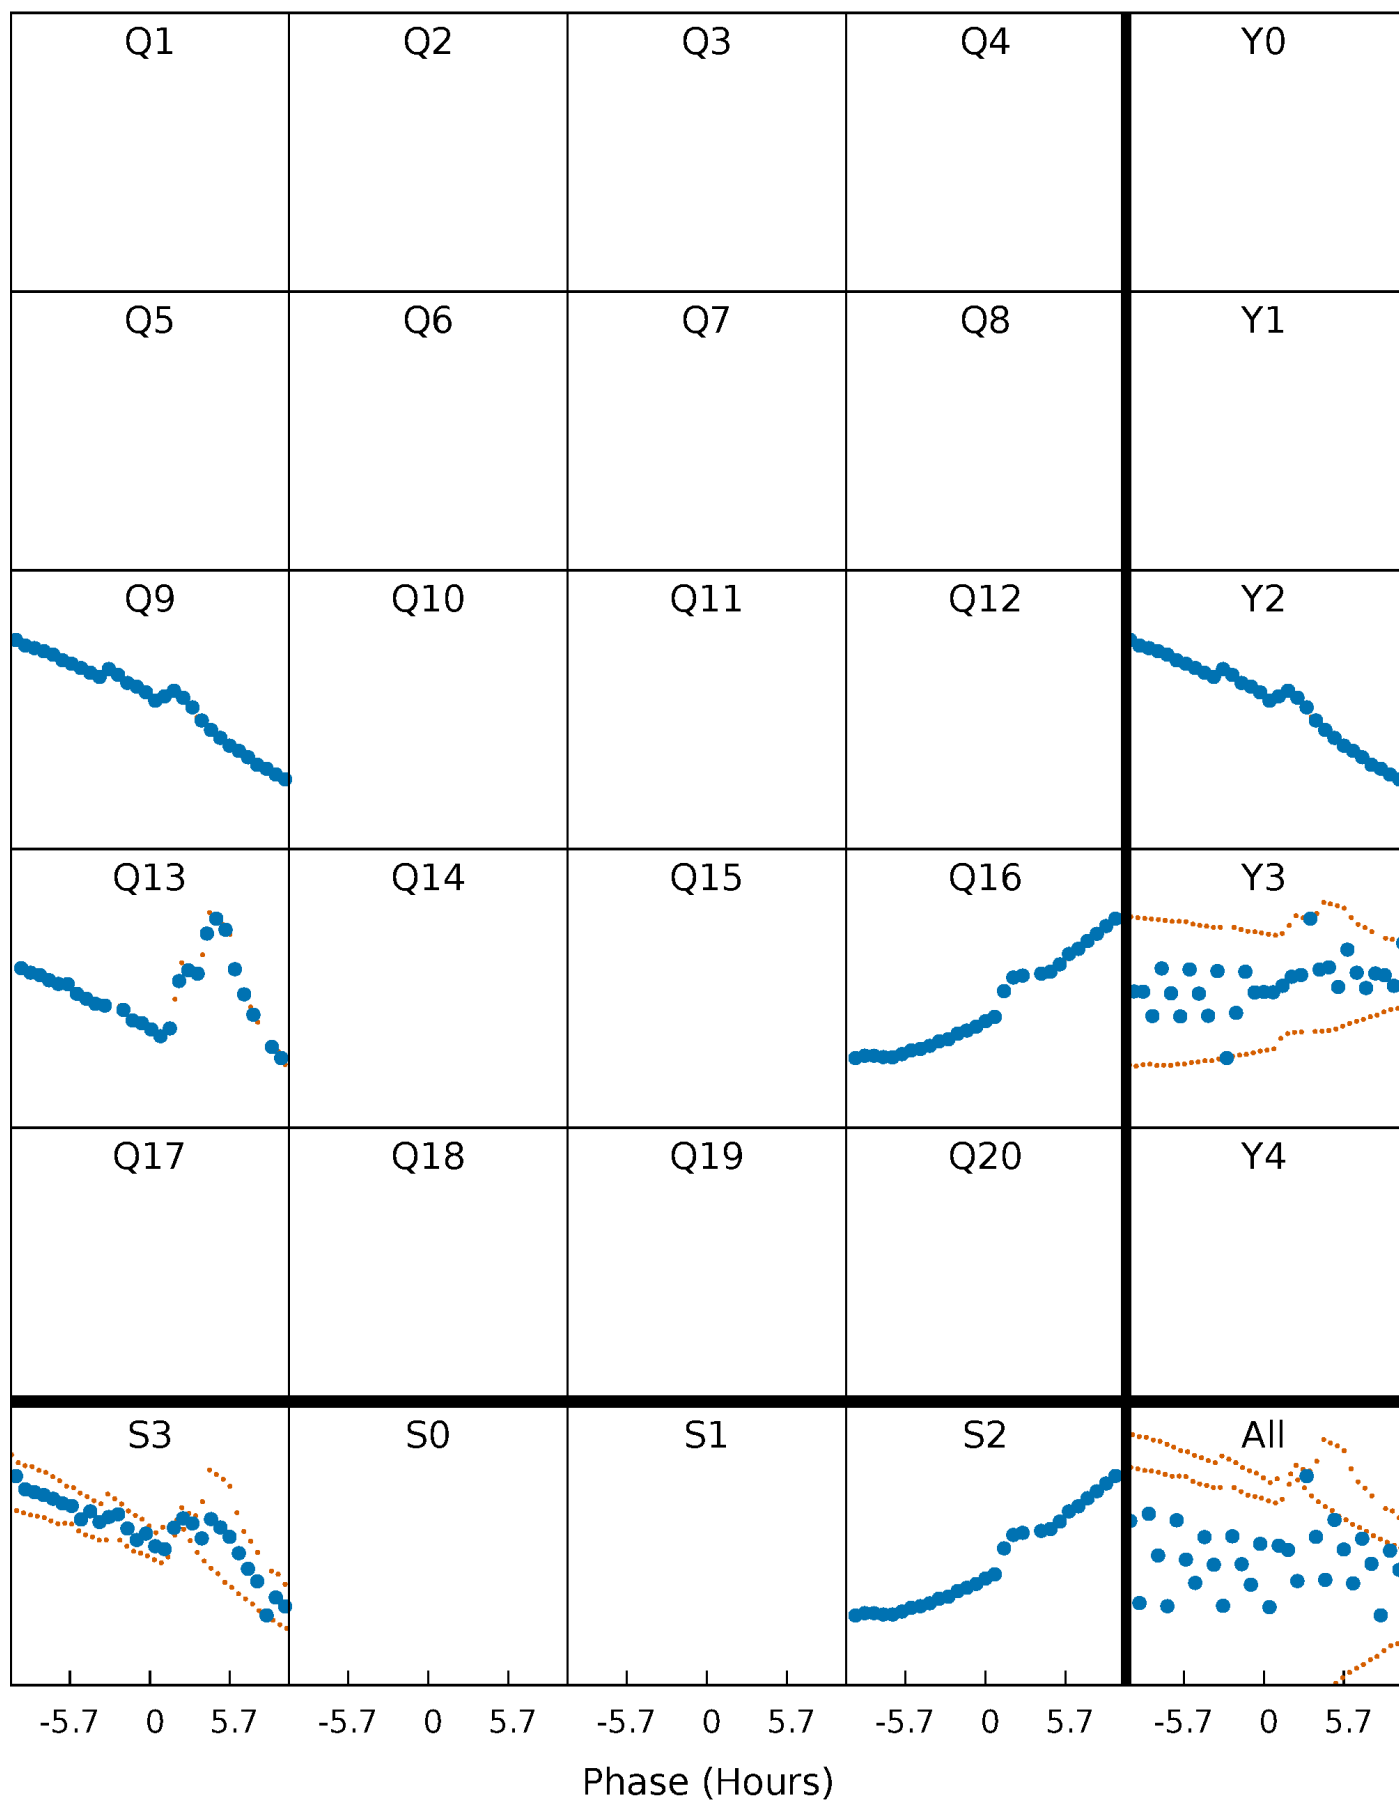 Q1 Q2 Q3 Q4 Y0
Q5 Q6 Q7 Q8 Y1
Q9 Q10 Q11 Q12 Y2
Q13 Q14 Q15 Q16 Y3
Q17 Q18 Q19 Q20 Y4
S3 S0 S1 S2 All
-5.7 0 5.7 -5.7 0 5.7 -5.7 0 5.7 -5.7 0 5.7 -5.7 0 5.7
Phase (Hours)